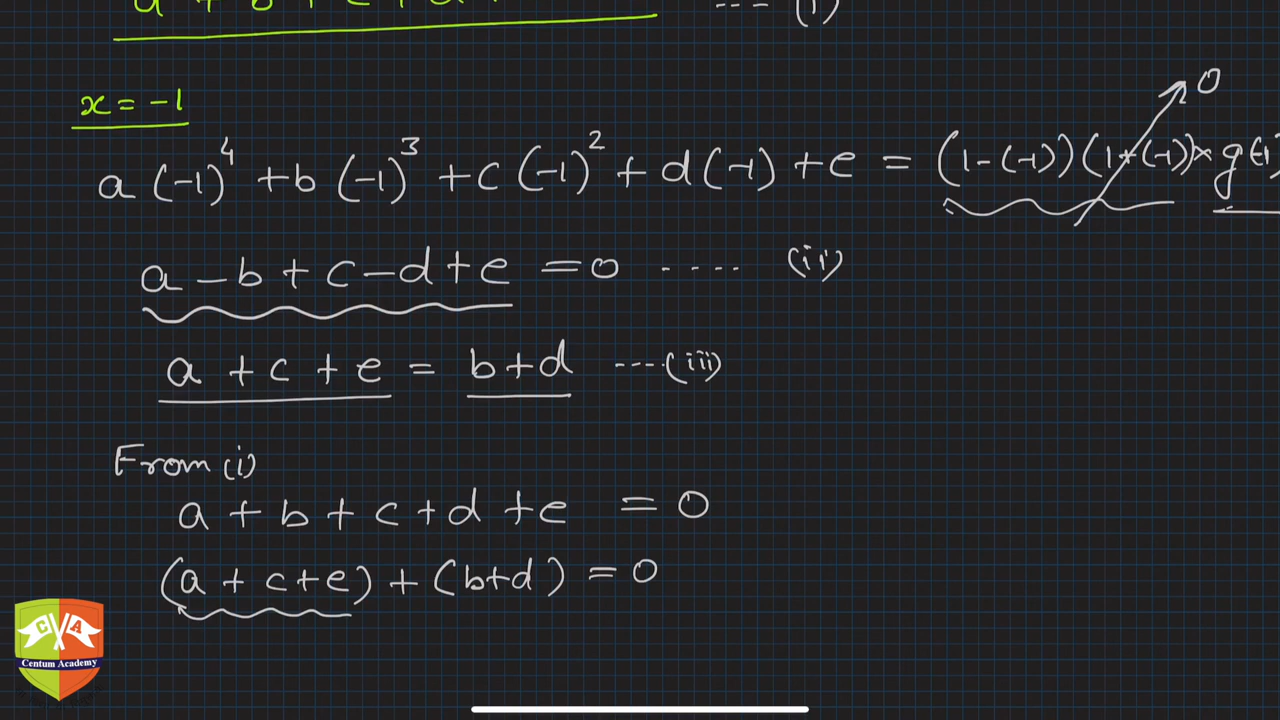 a + b + c + d + --- (i)
x = -1
a(-1)⁴ + b(-1)³ + c(-1)² + d(-1) + e = (1-(-1))(1+(-1)) × g(-1) 0
a - b + c - d + e = 0 ..... (ii)
a + c + e = b + d ---- (iii)
From (i)
a + b + c + d + e = 0
(a + c + e) + (b + d) = 0
CA
Centum Academy